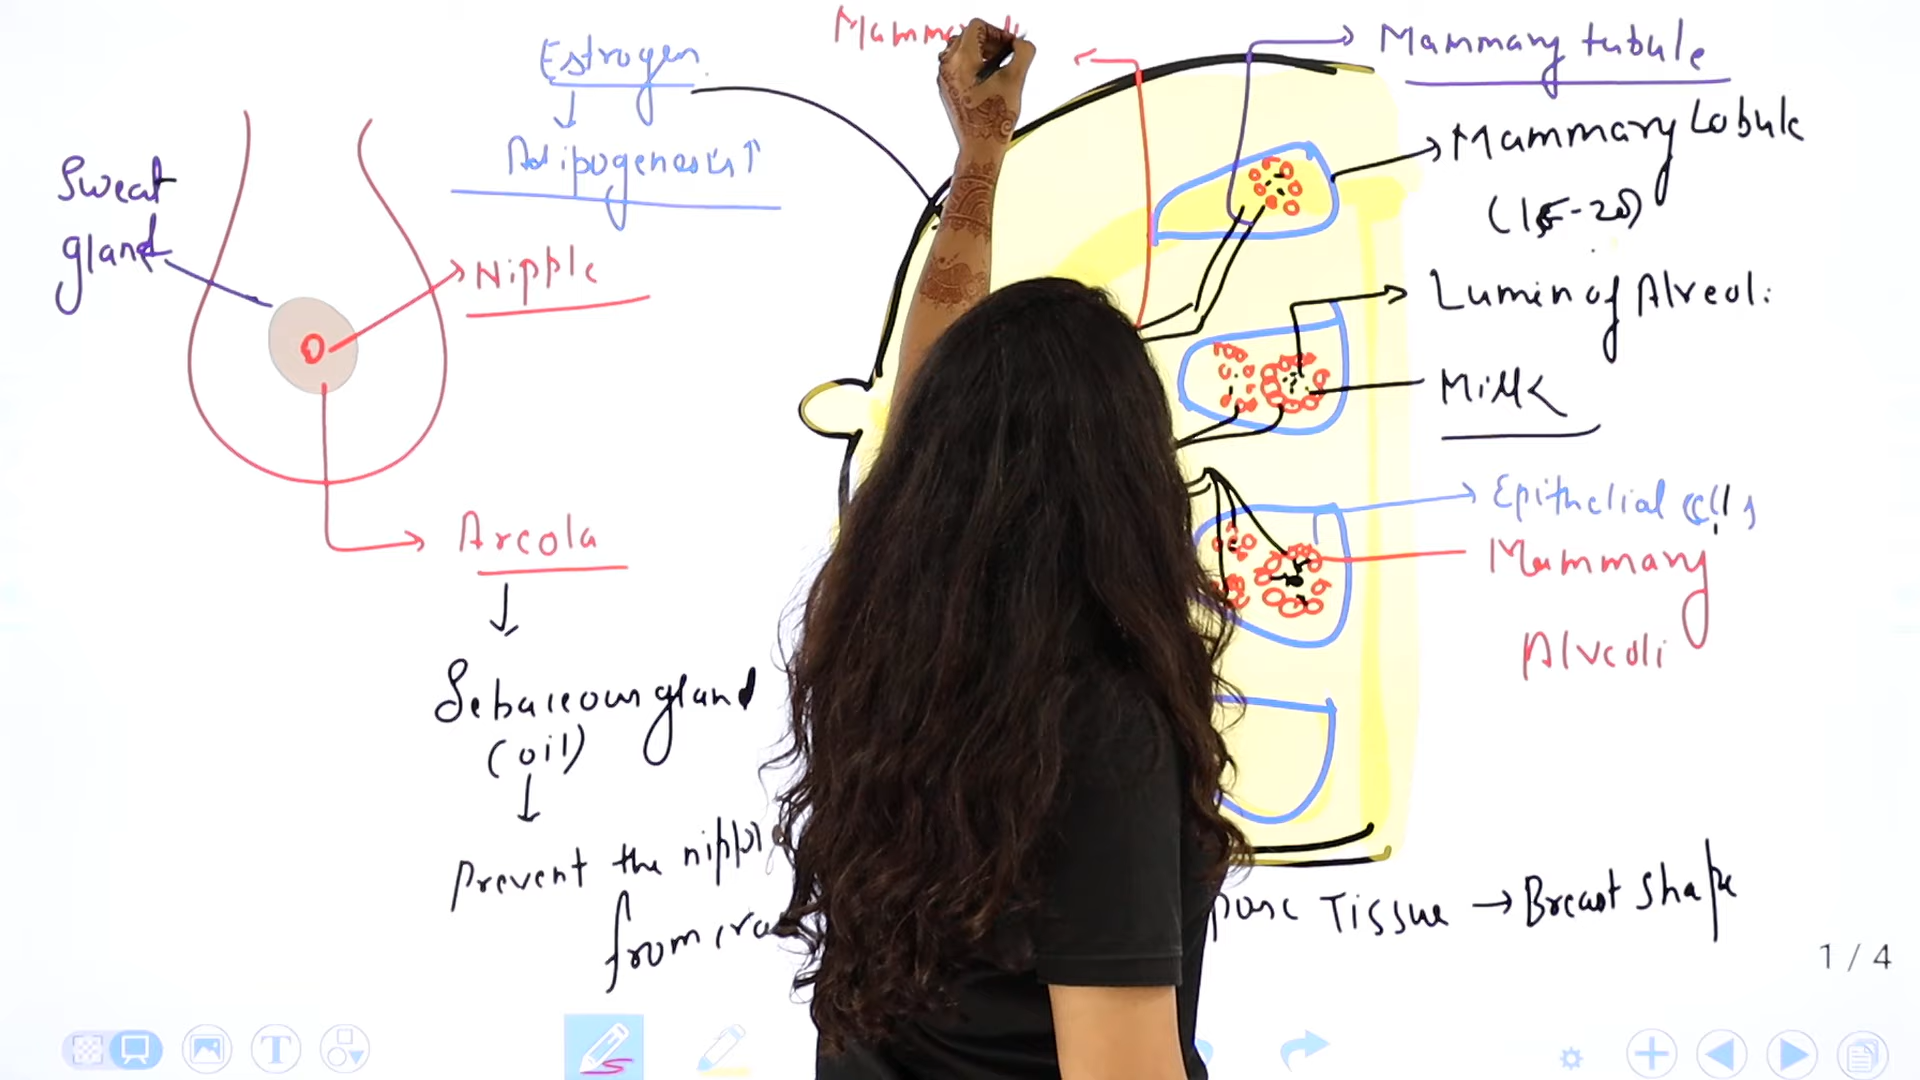 Estrogen
Adipogenesis↑
Sweat
gland
Nipple
Areola
Sebaceous gland
(oil)
Prevent the nipple
from
Mammary tubule
Mammary Lobule
(15-20)
Lumin of Alveoli
Milk
Epithelial cells
Mammary
Alveoli
Tissue → Breast Shape
1 / 4
T